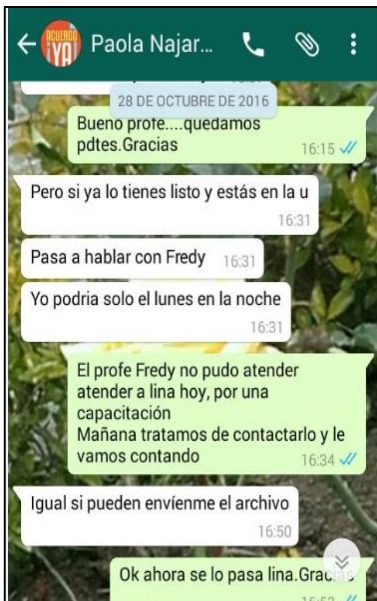 ACUERDO
¡YA!
Paola Najar...
28 DE OCTUBRE DE 2016
Bueno profe....quedamos
pdtes.Gracias
16:15
Pero si ya lo tienes listo y estás en la u
16:31
Pasa a hablar con Fredy 16:31
Yo podria solo el lunes en la noche
16:31
El profe Fredy no pudo atender
atender a lina hoy, por una
capacitación
Mañana tratamos de contactarlo y le
vamos contando
16:34
Igual si pueden envíenme el archivo
16:50
Ok ahora se lo pasa lina.Gracias